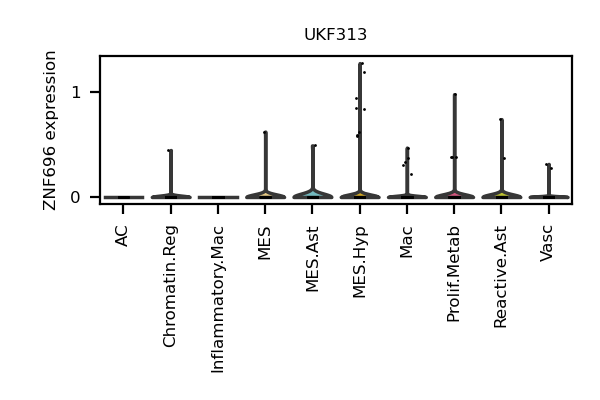 UKF313
ZNF696 expression
1
0
AC
Chromatin.Reg
Inflammatory.Mac
MES
MES.Ast
MES.Hyp
Mac
Prolif.Metab
Reactive.Ast
Vasc